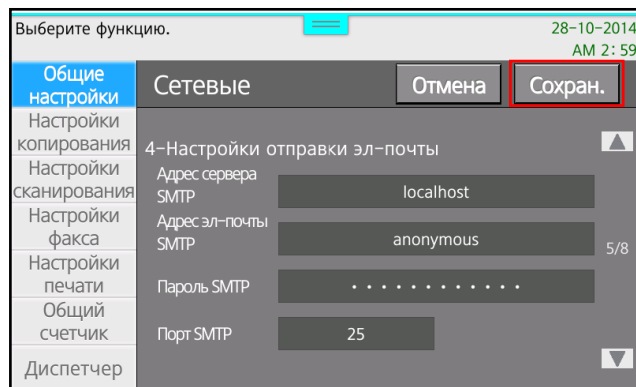 Выберите функцию.
28-10-2014
AM 2:59
Общие
настройки
Настройки
копирования
Настройки
сканирования
Настройки
факса
Настройки
печати
Общий
счетчик
Диспетчер
Сетевые
Отмена
Сохран.
4-Настройки отправки эл-почты
Адрес сервера
SMTP
localhost
Адрес эл-почты
SMTP
anonymous
5/8
Пароль SMTP
• • • • • • • • • • • •
Порт SMTP
25